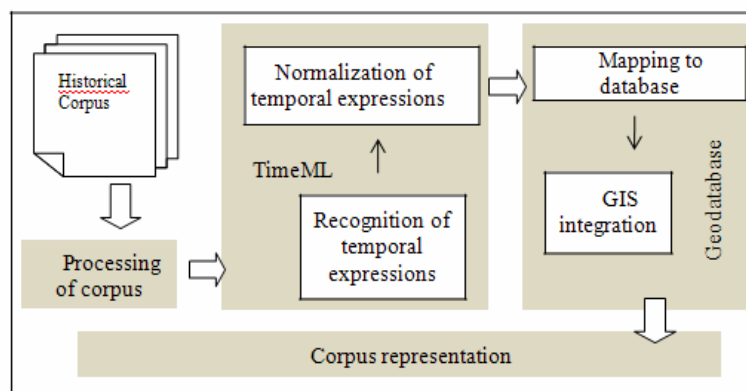 Historical
Corpus
Processing
of corpus
Recognition of
temporal
expressions
TimeML
Normalization of
temporal expressions
Mapping to
database
GIS
integration
Geodatabase
Corpus representation